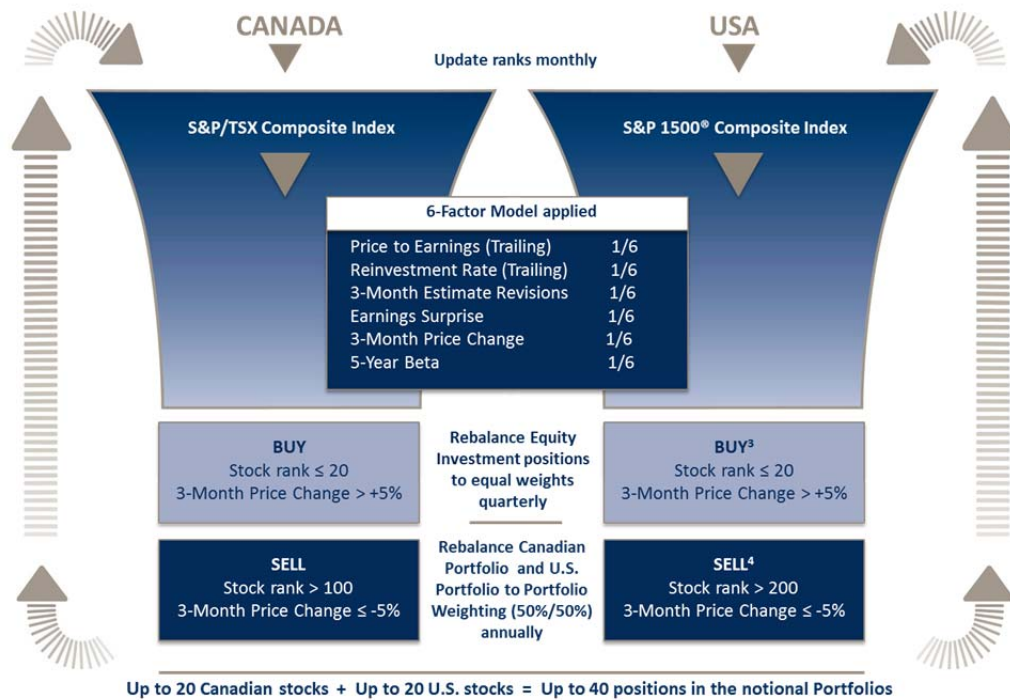 CANADA
USA
Update ranks monthly
S&P/TSX Composite Index
S&P 1500® Composite Index
6-Factor Model applied
Price to Earnings (Trailing) 1/6
Reinvestment Rate (Trailing) 1/6
3-Month Estimate Revisions 1/6
Earnings Surprise 1/6
3-Month Price Change 1/6
5-Year Beta 1/6
BUY
Stock rank ≤ 20
3-Month Price Change > +5%
Rebalance Equity
Investment positions
to equal weights
quarterly
BUY³
Stock rank ≤ 20
3-Month Price Change > +5%
SELL
Stock rank > 100
3-Month Price Change ≤ -5%
Rebalance Canadian
Portfolio and U.S.
Portfolio to Portfolio
Weighting (50%/50%)
annually
SELL⁴
Stock rank > 200
3-Month Price Change ≤ -5%
Up to 20 Canadian stocks + Up to 20 U.S. stocks = Up to 40 positions in the notional Portfolios